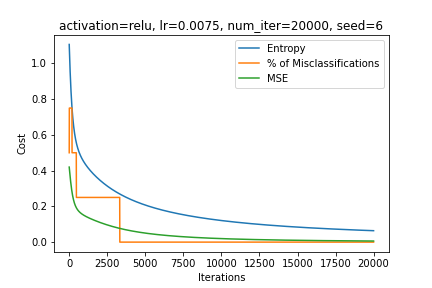 activation=relu, lr=0.0075, num_iter=20000, seed=6
Entropy
% of Misclassifications
MSE
Cost
1.0
0.8
0.6
0.4
0.2
0.0
0 2500 5000 7500 10000 12500 15000 17500 20000
Iterations